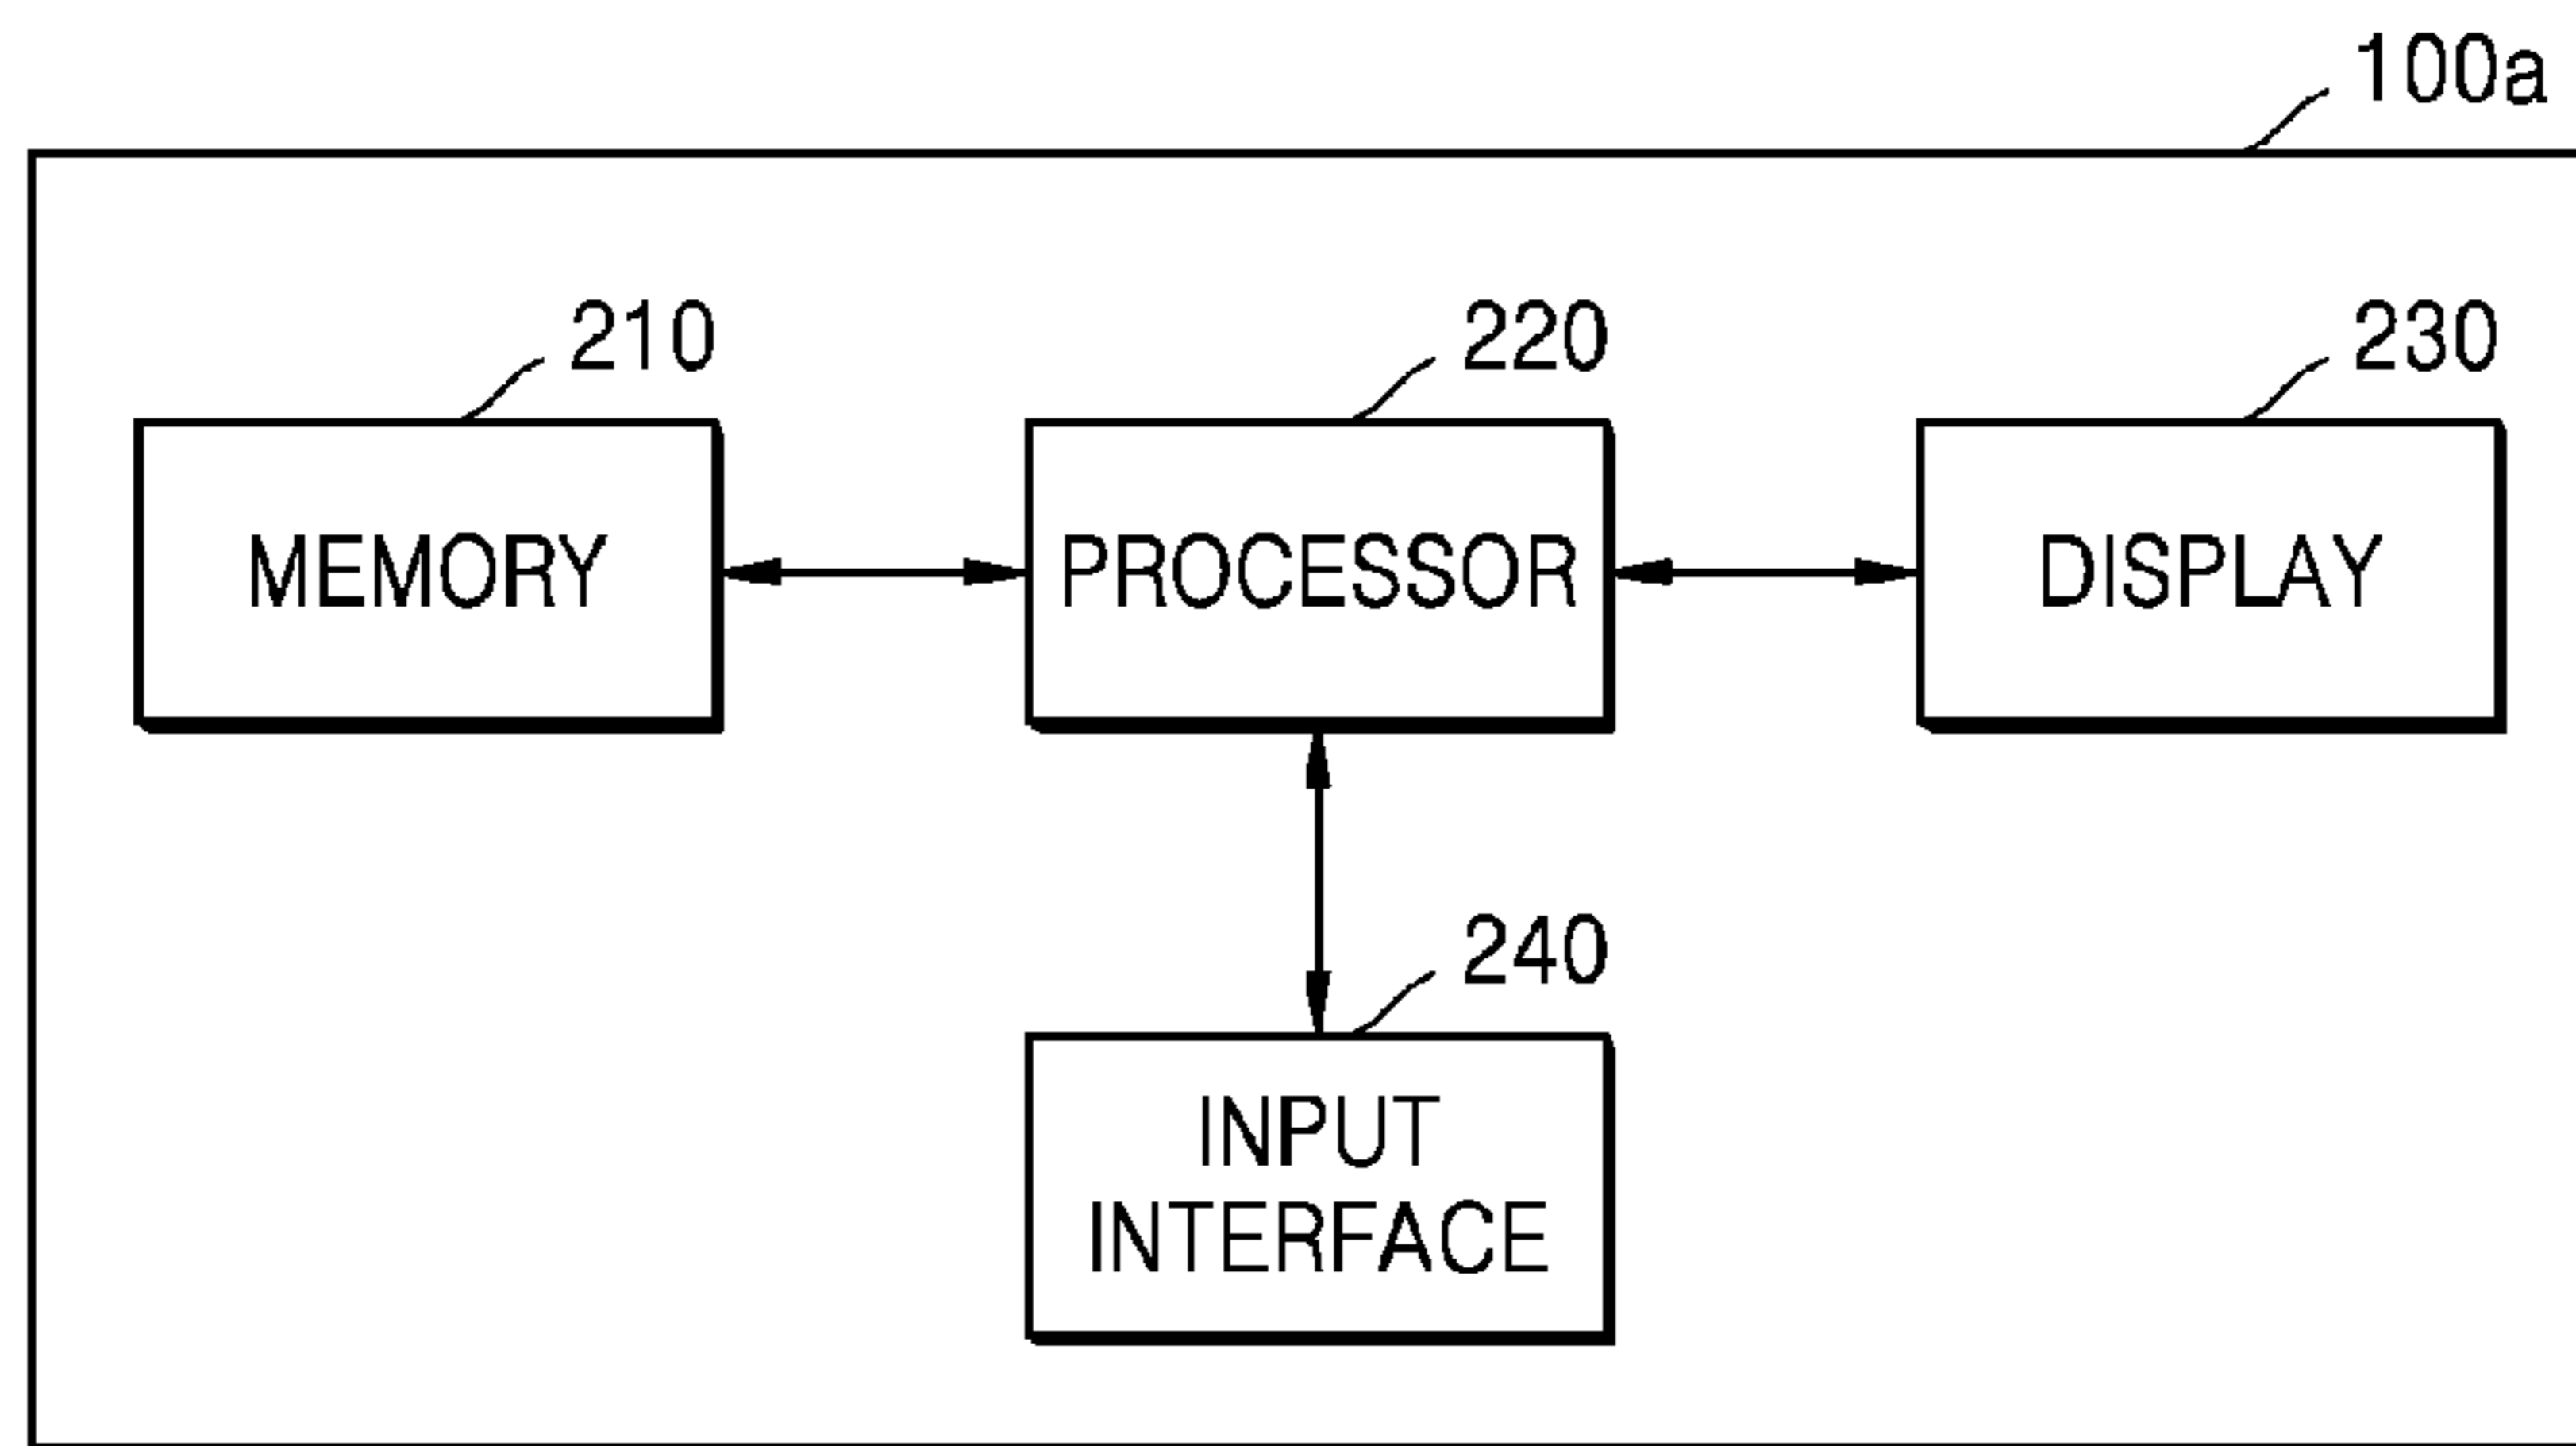 100a
210
220
230
MEMORY
PROCESSOR
DISPLAY
240
INPUT
INTERFACE